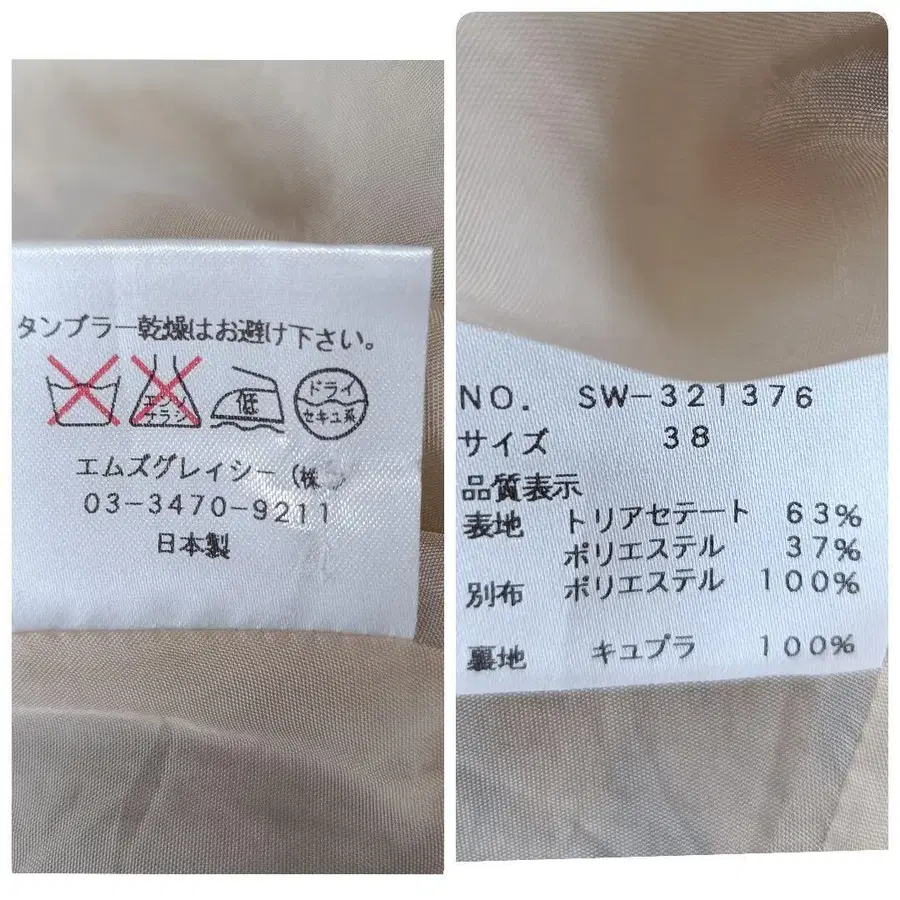 タンブラー乾燥はお避け下さい。
エンソ
サラシ
低
ドライ
セキユ系
エムズグレイシー(株)
03-3470-9211
日本製
NO. SW-321376
サイズ 38
品質表示
表地 トリアセテート 63%
ポリエステル 37%
別布 ポリエステル 100%
裏地 キュプラ 100%